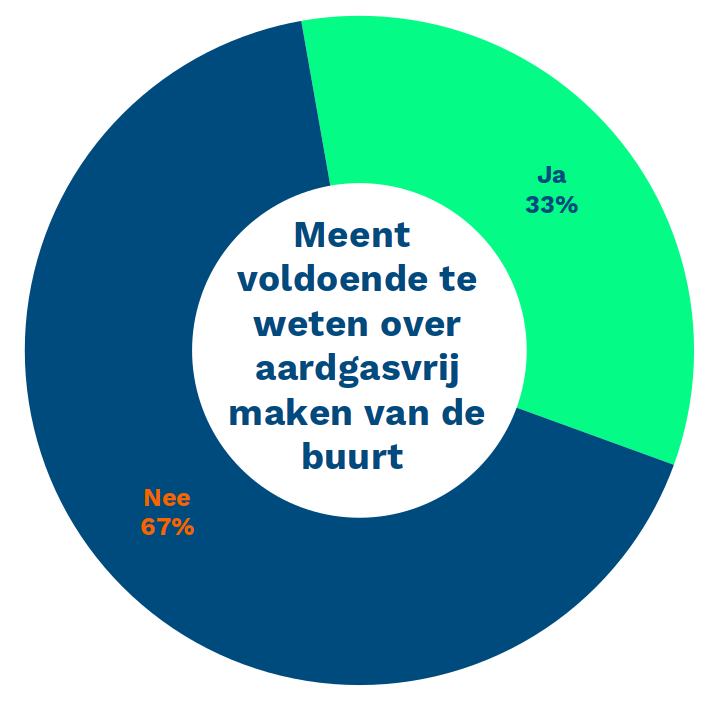 Ja
33%
Meent
voldoende te
weten over
aardgasvrij
maken van de
buurt
Nee
67%